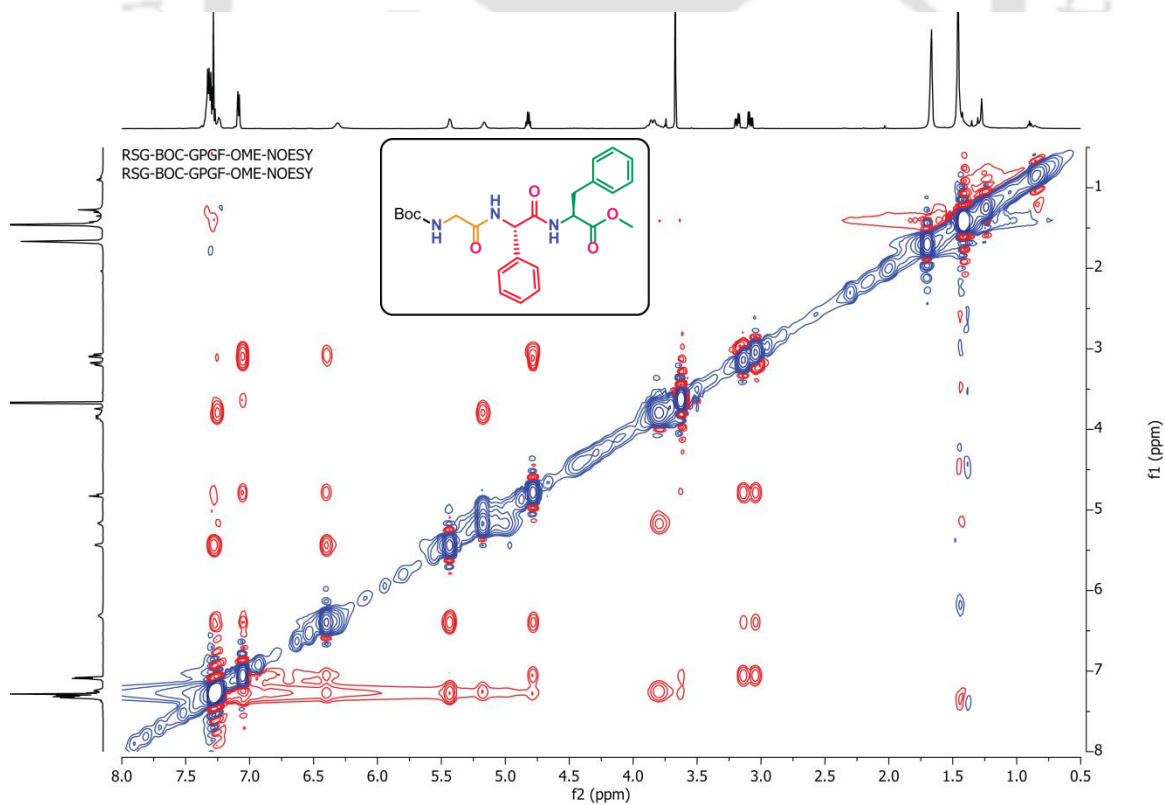 RSG-BOC-GPGF-OME-NOESY
RSG-BOC-GPGF-OME-NOESY
Boc
N
H
O
H
N
O
N
H
O
O
O
1
2
3
4
5
6
7
8
f1 (ppm)
8.0 7.5 7.0 6.5 6.0 5.5 5.0 4.5 4.0 3.5 3.0 2.5 2.0 1.5 1.0 0.5
f2 (ppm)